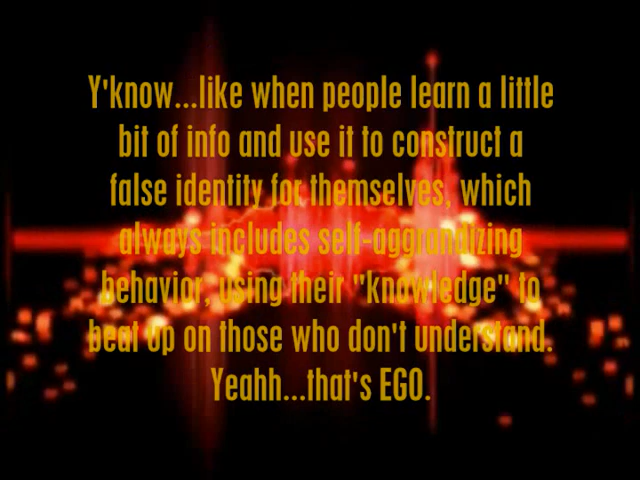 Y'know...like when people learn a little
bit of info and use it to construct a
false identity for themselves, which
always includes self-aggrandizing
behavior, using their "knowledge" to
beat up on those who don't understand.
Yeahh...that's EGO.